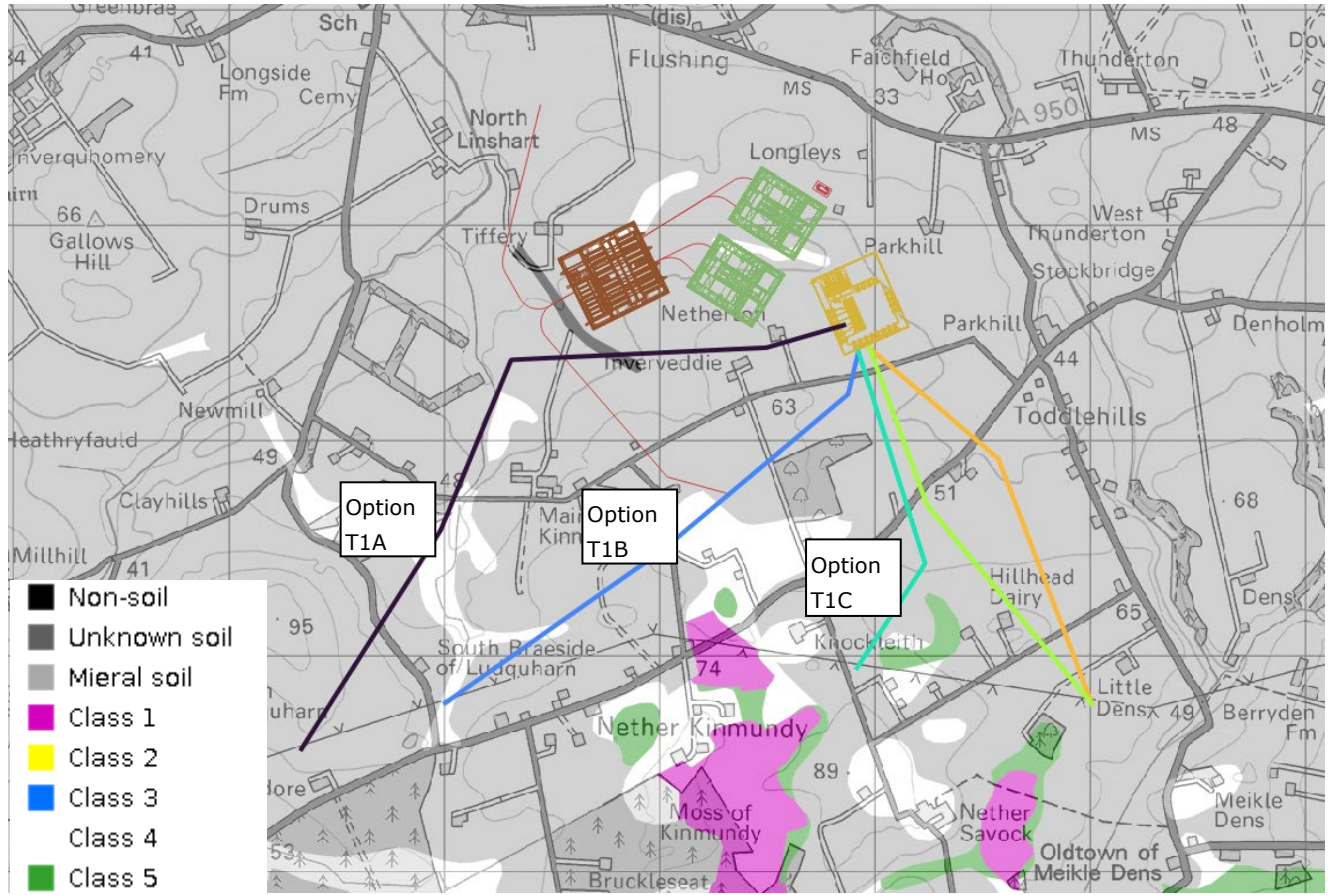 Greenbrae
Sch
(dis)
Flushing
Faichfield
Ho
Thunderton
41
Longside
Fm
Cemy
MS
33
A 950
MS
48
North
Linshart
Longleys
Inverquhomery
Drums
66
Gallows
Hill
Tiffery
Parkhill
West
Thunderton
Stockbridge
Netherton
Parkhill
Denholm
Inverveddie
44
Newmill
63
Toddlehills
Heathryfauld
49
48
Clayhills
51
68
Option
T1A
Option
T1B
Option
T1C
Millhill
41
Hillhead
Dairy
65
Dens
95
South Braeside
of Ludquharn
Knockleith
74
Little
Dens
49
Berryden
Fm
Nether Kinmundy
89
Moss of
Kinmundy
Nether
Savock
Meikle
Dens
53
Bruckleseat
Oldtown of
Meikle Dens
Non-soil
Unknown soil
Mieral soil
Class 1
Class 2
Class 3
Class 4
Class 5